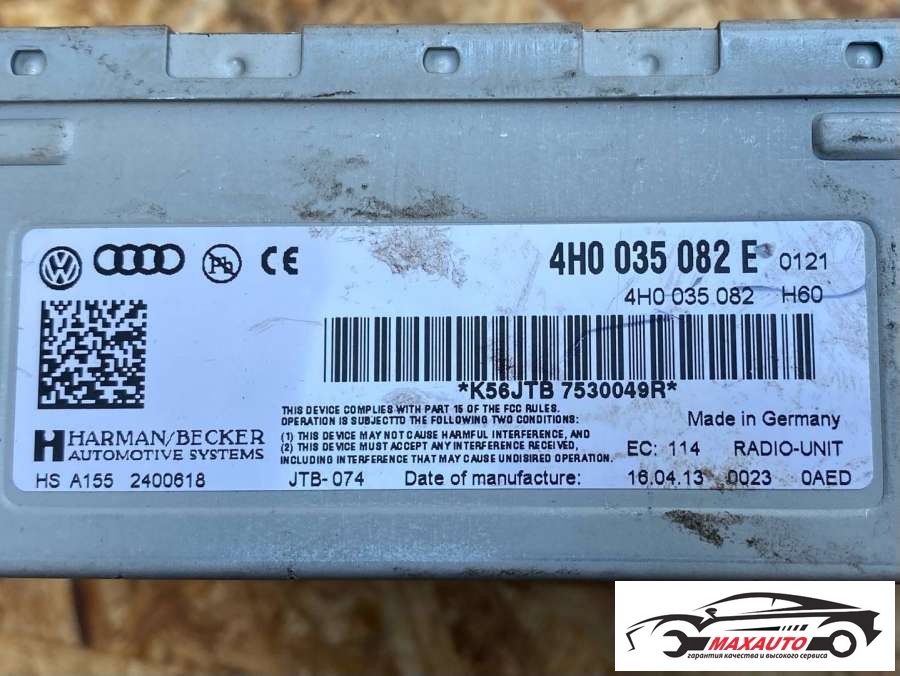 4H0 035 082 E 0121
4H0 035 082 H60
*K56JTB 7530049R*
Pb
CE
HARMAN/BECKER
AUTOMOTIVE SYSTEMS
HS A155 2400618
THIS DEVICE COMPLIES WITH PART 15 OF THE FCC RULES.
OPERATION IS SUBJECTTD THE FOLLOWING TWO CONDITIONS:
(1) THIS DEVICE MAY NOT CAUSE HARMFUL INTERFERENCE, AND
(2) THIS DEVICE MUST ACCEPT ANY INTERFERENCE RECEIVED,
INCLUDING INTERFERENCE THAT MAY CAUSE UNDISIRED OPERATION.
Made in Germany
EC: 114 RADIO-UNIT
JTB-074 Date of manufacture: 16.04.13 0023 0AED
MAXAUTO
гарантия качества и высокого сервиса